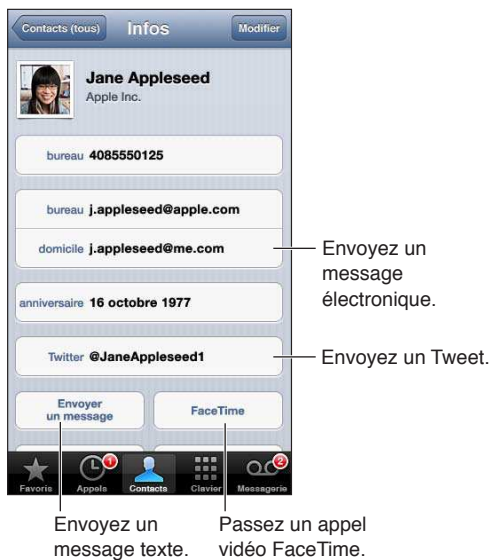 Contacts (tous) Infos Modifier
Jane Appleseed
Apple Inc.
bureau 4085550125
bureau j.appleseed@apple.com
domicile j.appleseed@me.com
Envoyez un
message
électronique.
anniversaire 16 octobre 1977
Twitter @JaneAppleseed1
Envoyez un Tweet.
Envoyer
un message
FaceTime
1
2
Favoris Appels Contacts Clavier Messagerie
Envoyez un
message texte.
Passez un appel
vidéo FaceTime.